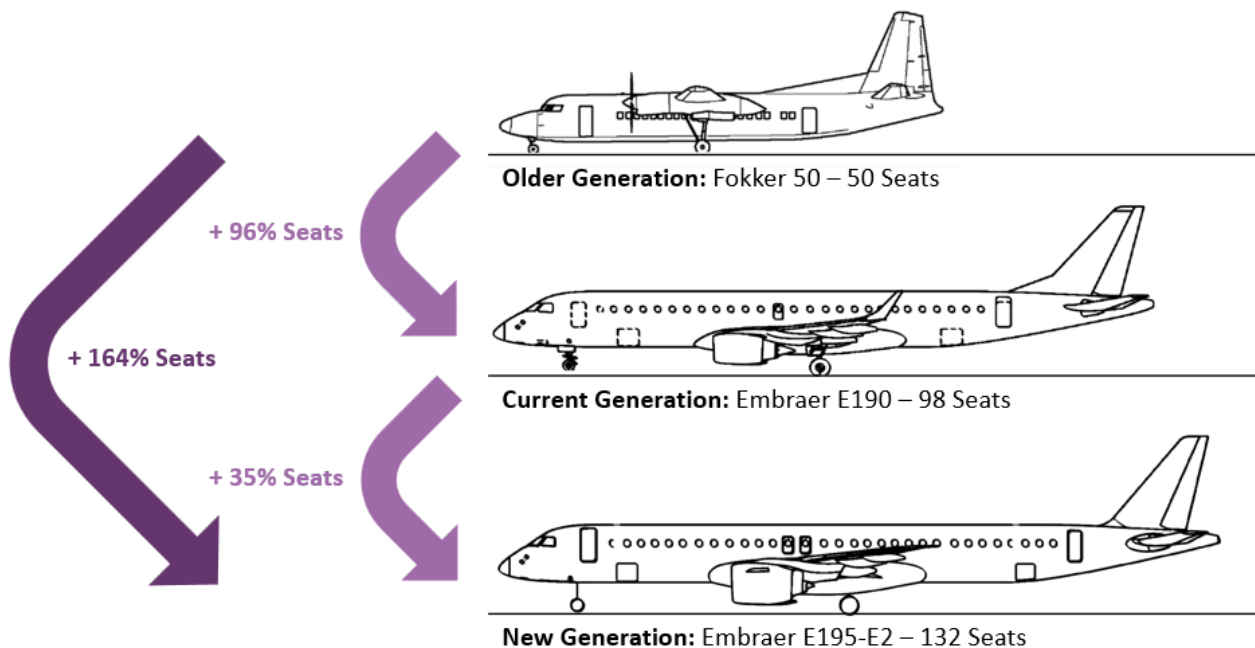 Older Generation: Fokker 50 – 50 Seats
+ 96% Seats
+ 164% Seats
Current Generation: Embraer E190 – 98 Seats
+ 35% Seats
New Generation: Embraer E195-E2 – 132 Seats